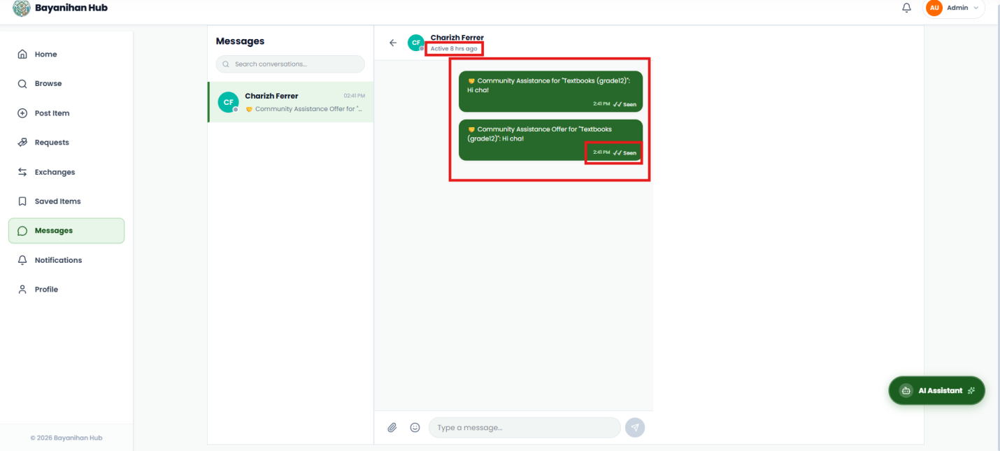 Bayanihan Hub
AU Admin
Home
Browse
Post Item
Requests
Exchanges
Saved Items
Messages
Notifications
Profile
© 2026 Bayanihan Hub
Messages
Search conversations...
CF
Charizh Ferrer
02:41 PM
Community Assistance Offer for "...
CF
Charizh Ferrer
Active 8 hrs ago
Community Assistance for "Textbooks (grade12)":
Hi cha!
2:41 PM Seen
Community Assistance Offer for "Textbooks
(grade12)": Hi cha!
2:41 PM Seen
Type a message...
AI Assistant